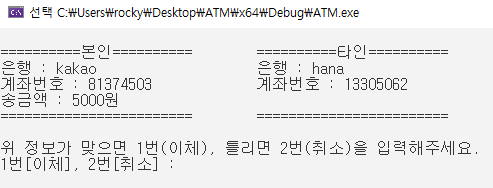 선택 C:\Users\rocky\Desktop\ATM\x64\Debug\ATM.exe
==========본인========== ==========타인==========
은행 : kakao 은행 : hana
계좌번호 : 81374503 계좌번호 : 13305062
송금액 : 5000원
======================== ========================
위 정보가 맞으면 1번(이체), 틀리면 2번(취소)을 입력해주세요.
1번[이체], 2번[취소] :